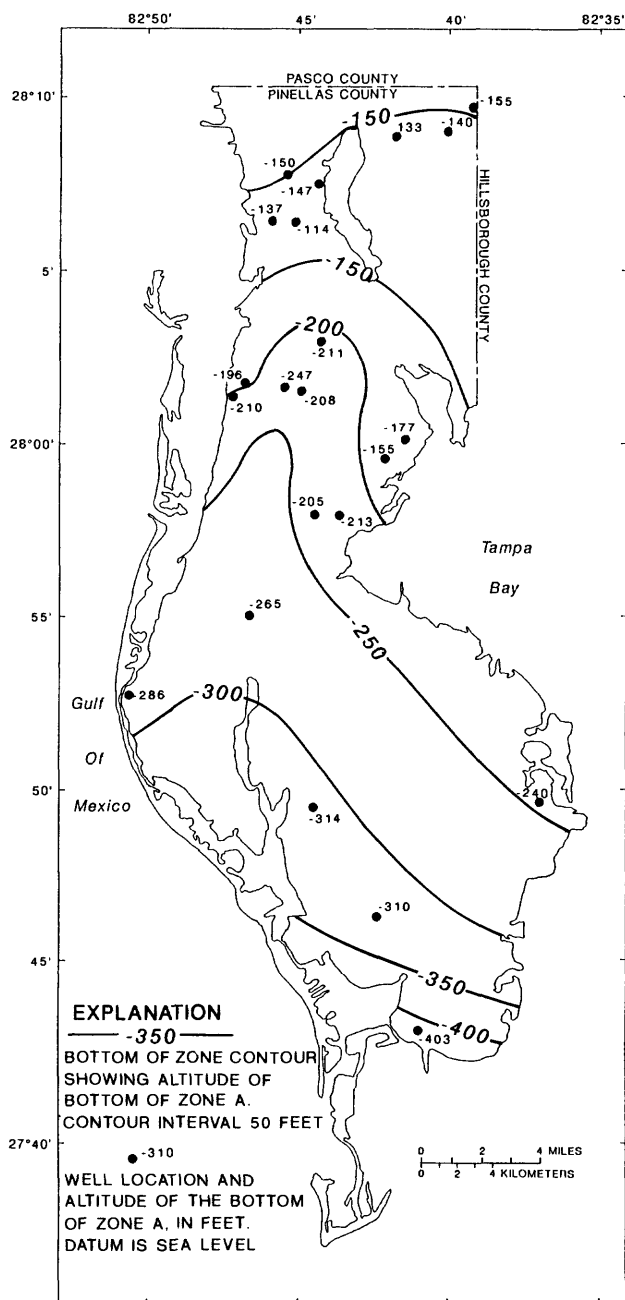 82°50' 45' 40' 82°35'
PASCO COUNTY
PINELLAS COUNTY
28°10'
-155
-150
133
-140
-150
-147
HILLSBOROUGH COUNTY
-137
-114
5'
-150
-200
-211
-196
-247
-210
-208
28°00'
-177
-155
-205
-213
Tampa
Bay
55'
-265
-250
-286
-300
Gulf
Of
Mexico
50'
-240
-314
-310
45'
-350
-400
-403
EXPLANATION
-350
BOTTOM OF ZONE CONTOUR
SHOWING ALTITUDE OF
BOTTOM OF ZONE A.
CONTOUR INTERVAL 50 FEET
27°40'
-310
0 2 4 MILES
0 2 4 KILOMETERS
WELL LOCATION AND
ALTITUDE OF THE BOTTOM
OF ZONE A, IN FEET.
DATUM IS SEA LEVEL